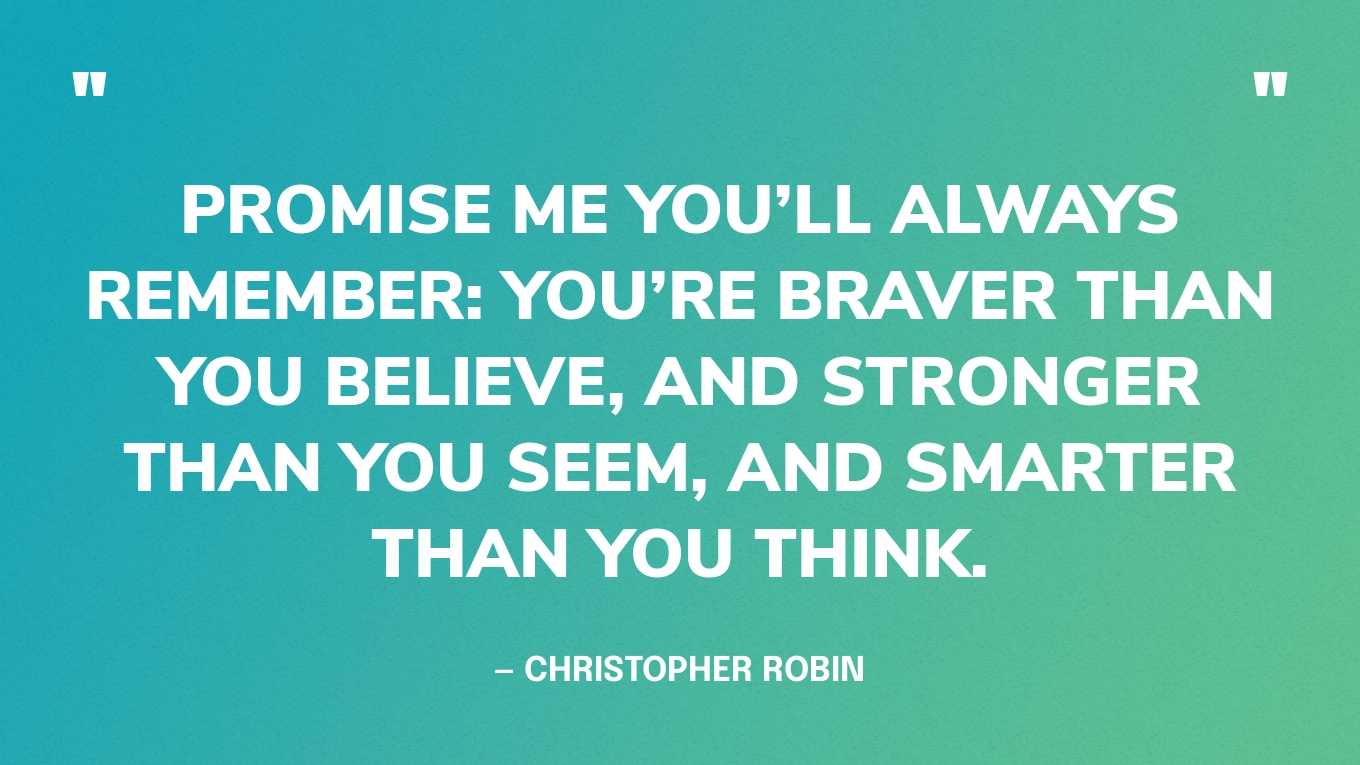 "
"
PROMISE ME YOU’LL ALWAYS
REMEMBER: YOU’RE BRAVER THAN
YOU BELIEVE, AND STRONGER
THAN YOU SEEM, AND SMARTER
THAN YOU THINK.
– CHRISTOPHER ROBIN